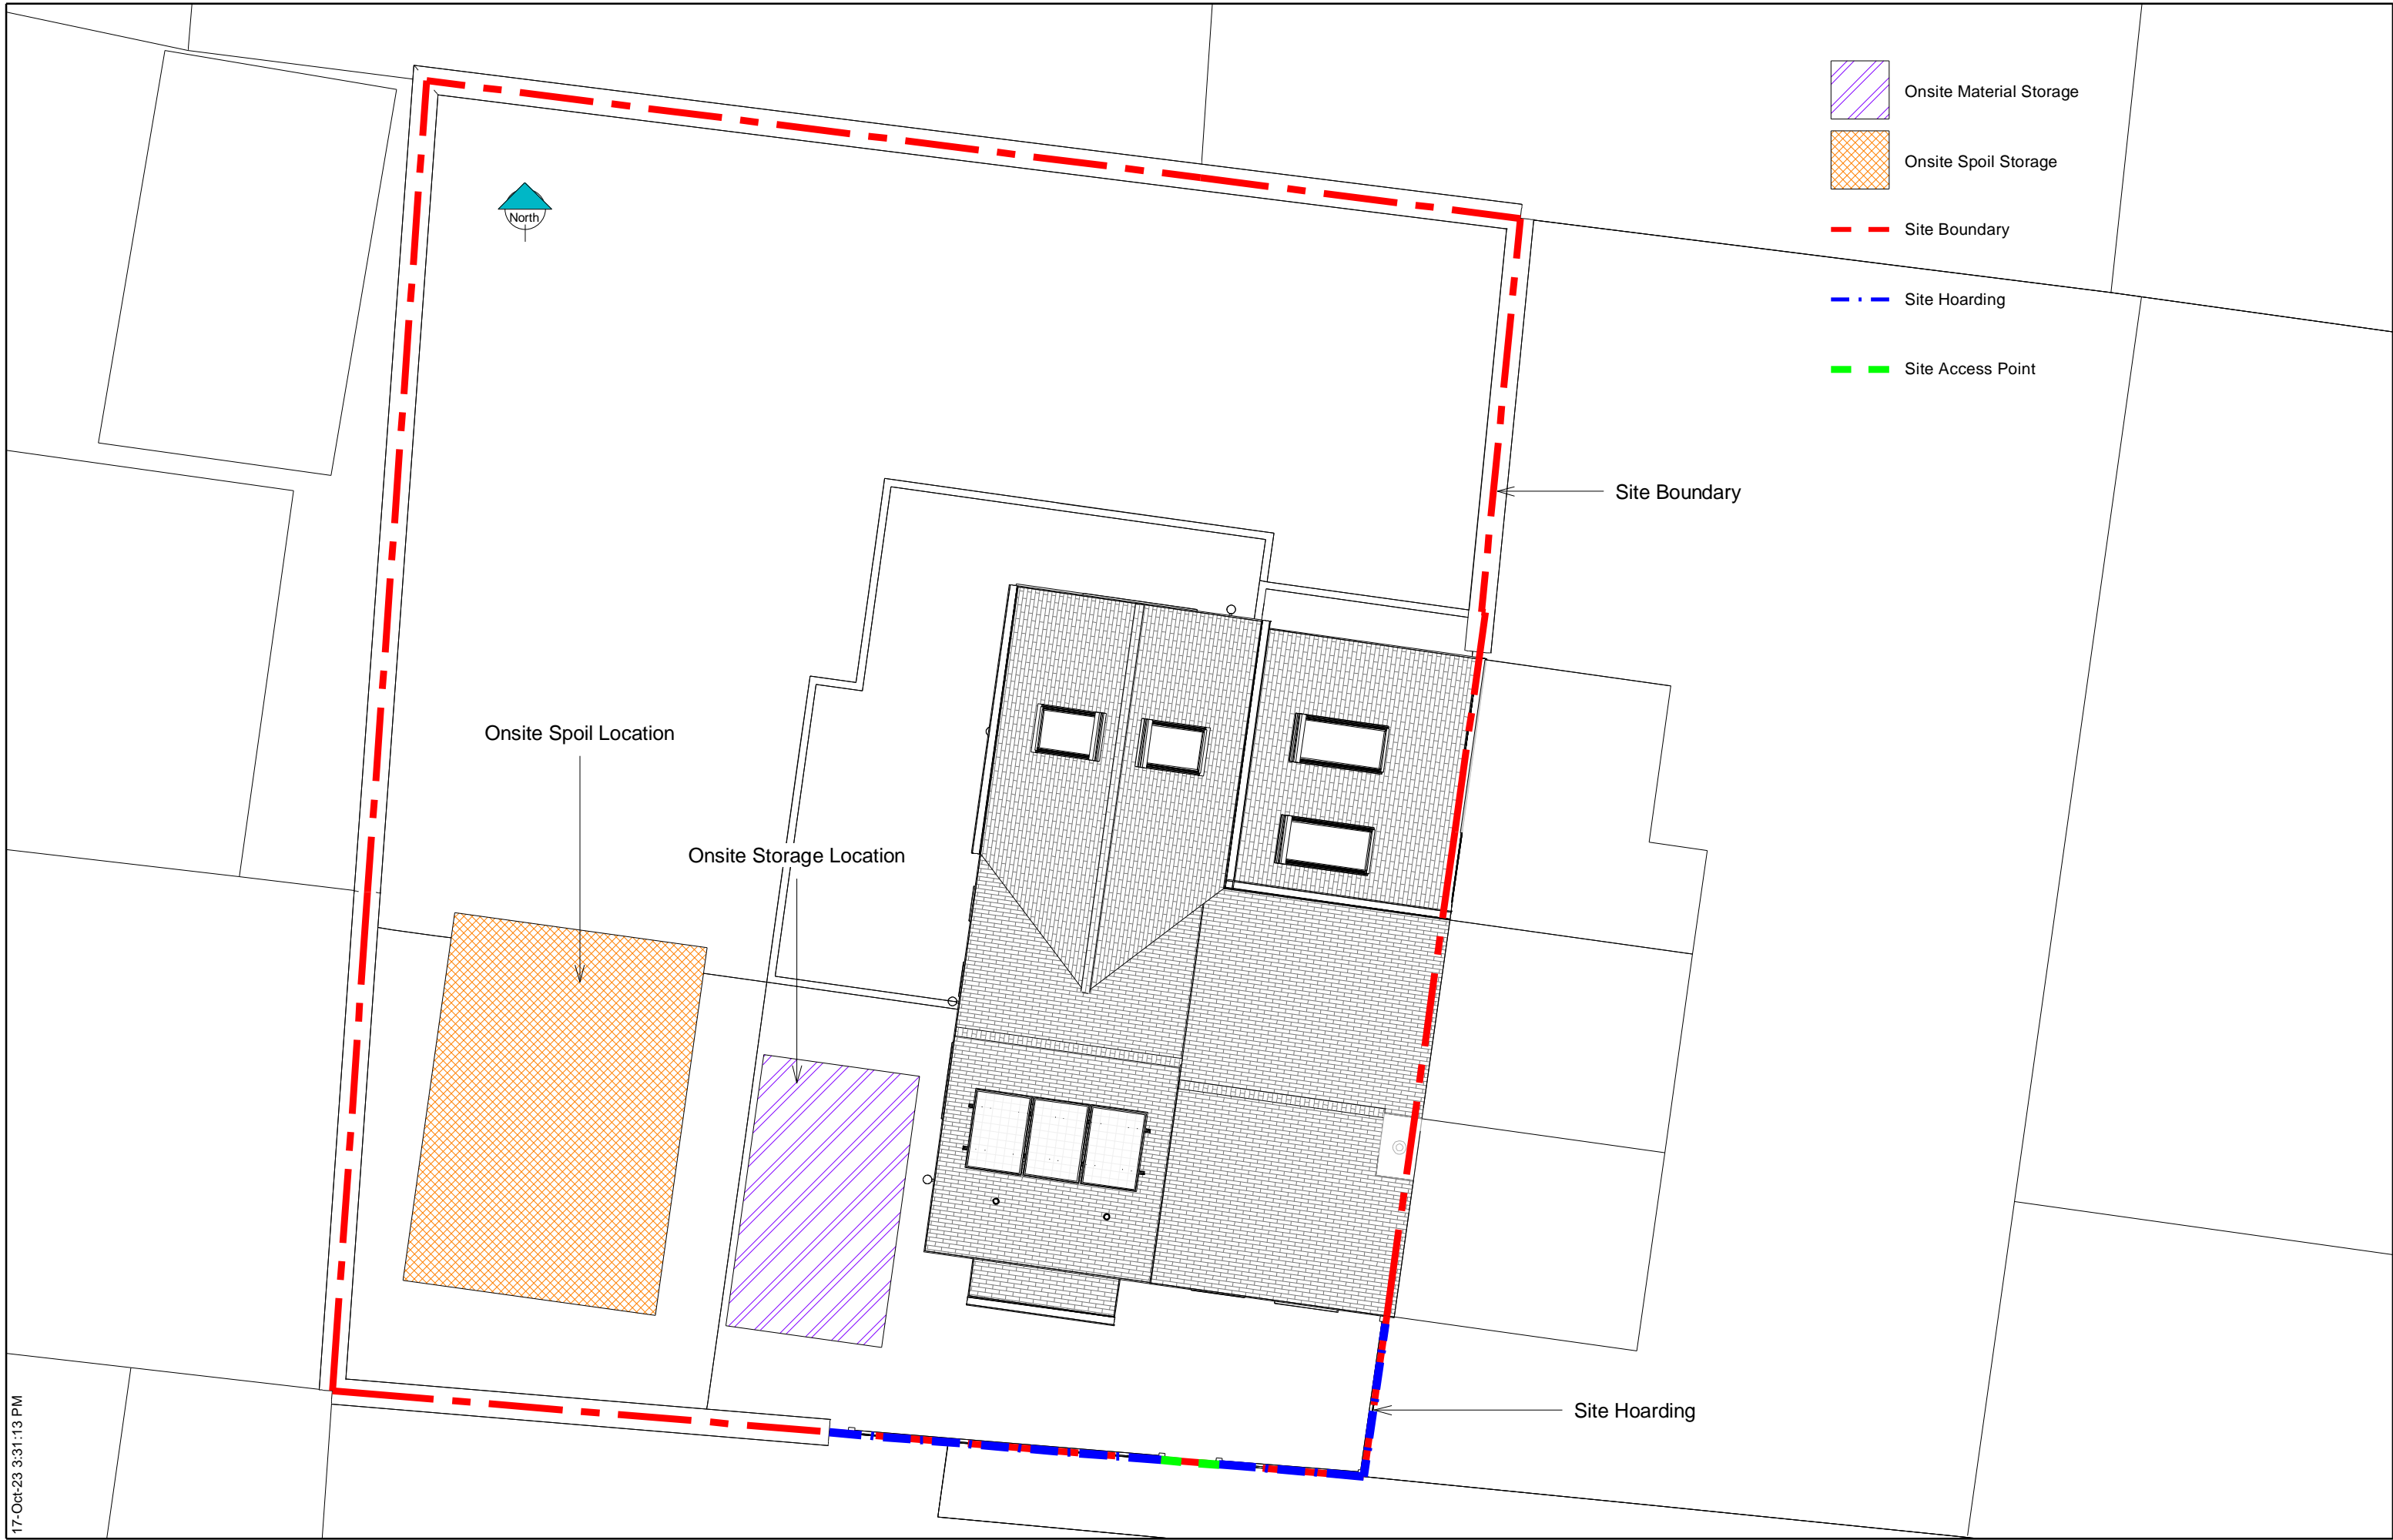 Onsite Material Storage
Onsite Spoil Storage
North
Site Boundary
Site Hoarding
Site Access Point
Site Boundary
Onsite Spoil Location
Onsite Storage Location
Site Hoarding
17-Oct-23 3:31:13 PM